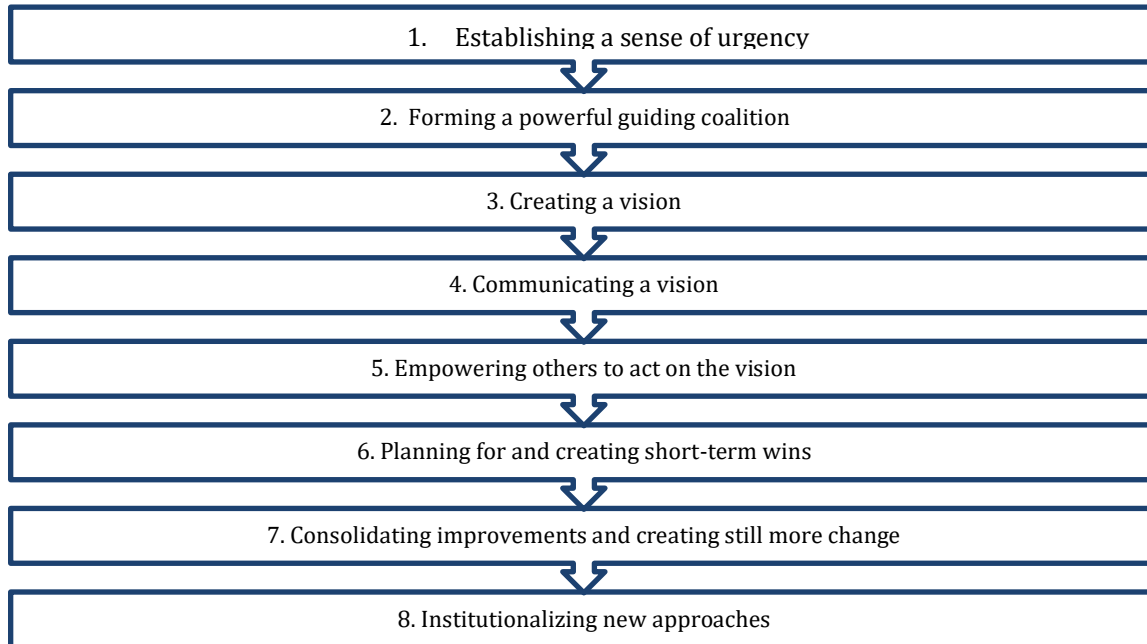 1. Establishing a sense of urgency
2. Forming a powerful guiding coalition
3. Creating a vision
4. Communicating a vision
5. Empowering others to act on the vision
6. Planning for and creating short-term wins
7. Consolidating improvements and creating still more change
8. Institutionalizing new approaches